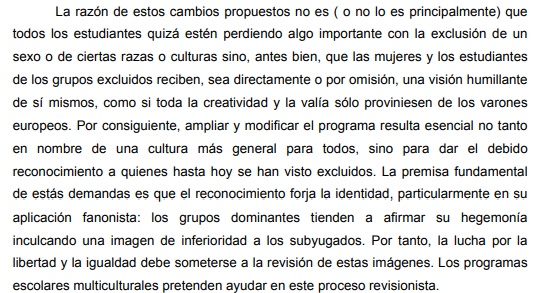 La razón de estos cambios propuestos no es ( o no lo es principalmente) que
todos los estudiantes quizá estén perdiendo algo importante con la exclusión de un
sexo o de ciertas razas o culturas sino, antes bien, que las mujeres y los estudiantes
de los grupos excluidos reciben, sea directamente o por omisión, una visión humillante
de sí mismos, como si toda la creatividad y la valía sólo proviniesen de los varones
europeos. Por consiguiente, ampliar y modificar el programa resulta esencial no tanto
en nombre de una cultura más general para todos, sino para dar el debido
reconocimiento a quienes hasta hoy se han visto excluidos. La premisa fundamental
de estás demandas es que el reconocimiento forja la identidad, particularmente en su
aplicación fanonista: los grupos dominantes tienden a afirmar su hegemonía
inculcando una imagen de inferioridad a los subyugados. Por tanto, la lucha por la
libertad y la igualdad debe someterse a la revisión de estas imágenes. Los programas
escolares multiculturales pretenden ayudar en este proceso revisionista.